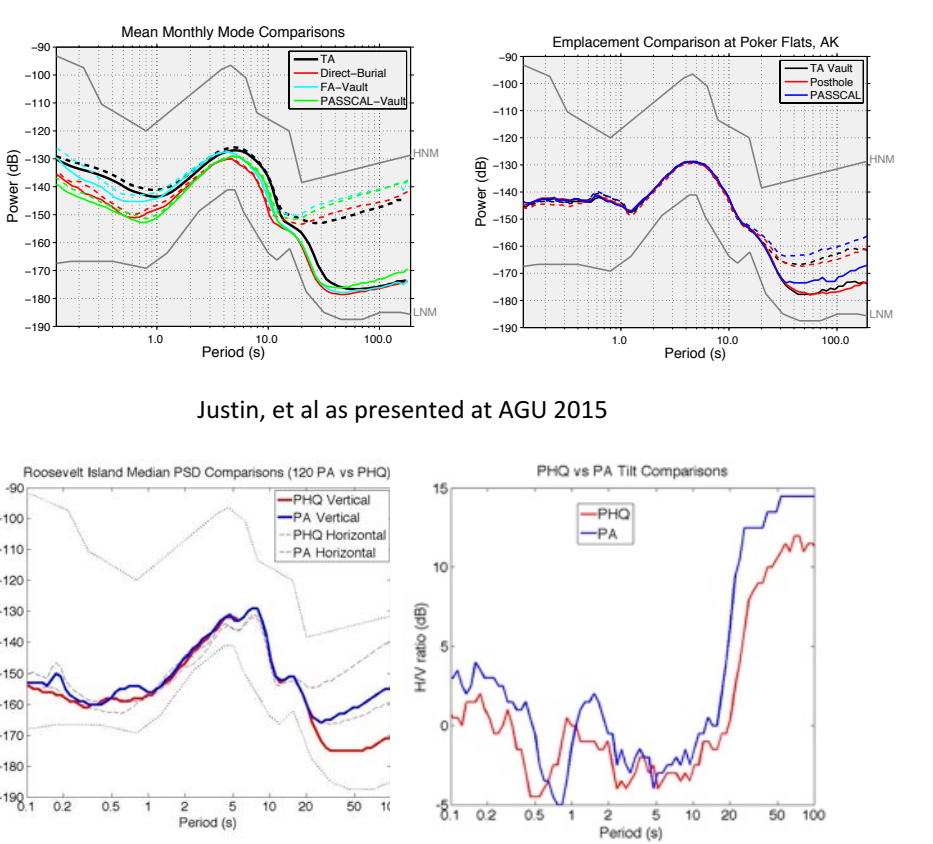 Mean Monthly Mode Comparisons
−90
−100
−110
−120
−130
−140
−150
−160
−170
−180
−190
Power (dB)
TA
Direct−Burial
FA−Vault
PASSCAL−Vault
HNM
LNM
1.0
10.0
100.0
Period (s)
Emplacement Comparison at Poker Flats, AK
−90
−100
−110
−120
−130
−140
−150
−160
−170
−180
−190
Power (dB)
TA Vault
Posthole
PASSCAL
HNM
LNM
1.0
10.0
100.0
Period (s)
Justin, et al as presented at AGU 2015
Roosevelt Island Median PSD Comparisons (120 PA vs PHQ)
-90
-100
-110
-120
-130
-140
-150
-160
-170
-180
-190
PHQ Vertical
PA Vertical
PHQ Horizontal
PA Horizontal
0.1 0.2 0.5 1 2 5 10 20 50 10
Period (s)
PHQ vs PA Tilt Comparisons
15
10
5
0
-5
H/V ratio (dB)
PHQ
PA
0.1 0.2 0.5 1 2 5 10 20 50 100
Period (s)